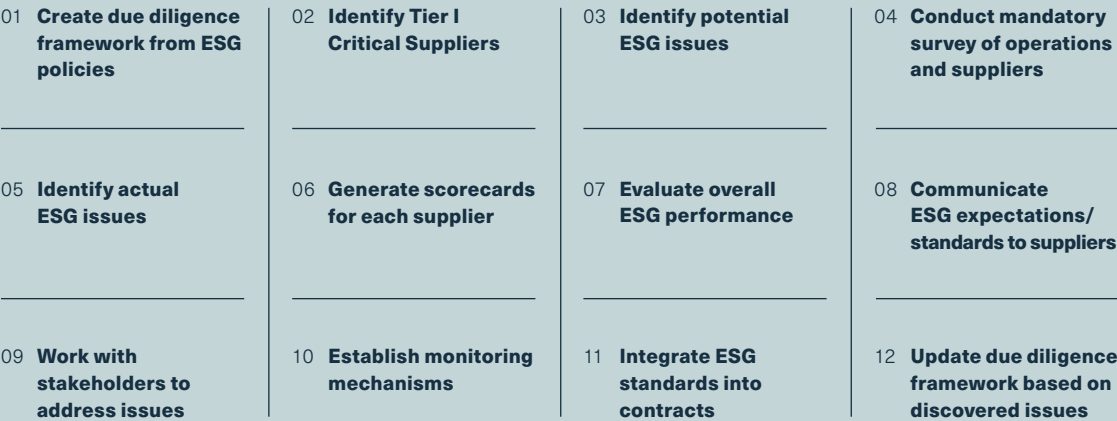 01 Create due diligence
framework from ESG
policies
02 Identify Tier I
Critical Suppliers
03 Identify potential
ESG issues
04 Conduct mandatory
survey of operations
and suppliers
05 Identify actual
ESG issues
06 Generate scorecards
for each supplier
07 Evaluate overall
ESG performance
08 Communicate
ESG expectations/
standards to suppliers
09 Work with
stakeholders to
address issues
10 Establish monitoring
mechanisms
11 Integrate ESG
standards into
contracts
12 Update due diligence
framework based on
discovered issues